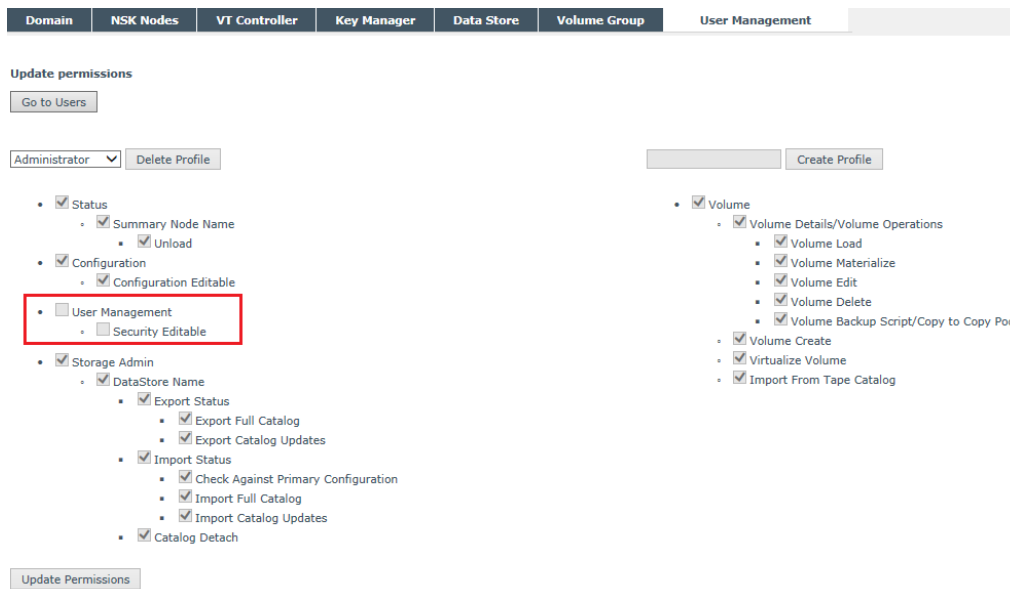 Domain NSK Nodes VT Controller Key Manager Data Store Volume Group User Management
Update permissions
Go to Users
Administrator Delete Profile
Status
Summary Node Name
Unload
Configuration
Configuration Editable
User Management
Security Editable
Storage Admin
DataStore Name
Export Status
Export Full Catalog
Export Catalog Updates
Import Status
Check Against Primary Configuration
Import Full Catalog
Import Catalog Updates
Catalog Detach
Update Permissions
Create Profile
Volume
Volume Details/Volume Operations
Volume Load
Volume Materialize
Volume Edit
Volume Delete
Volume Backup Script/Copy to Copy
Volume Create
Virtualize Volume
Import From Tape Catalog